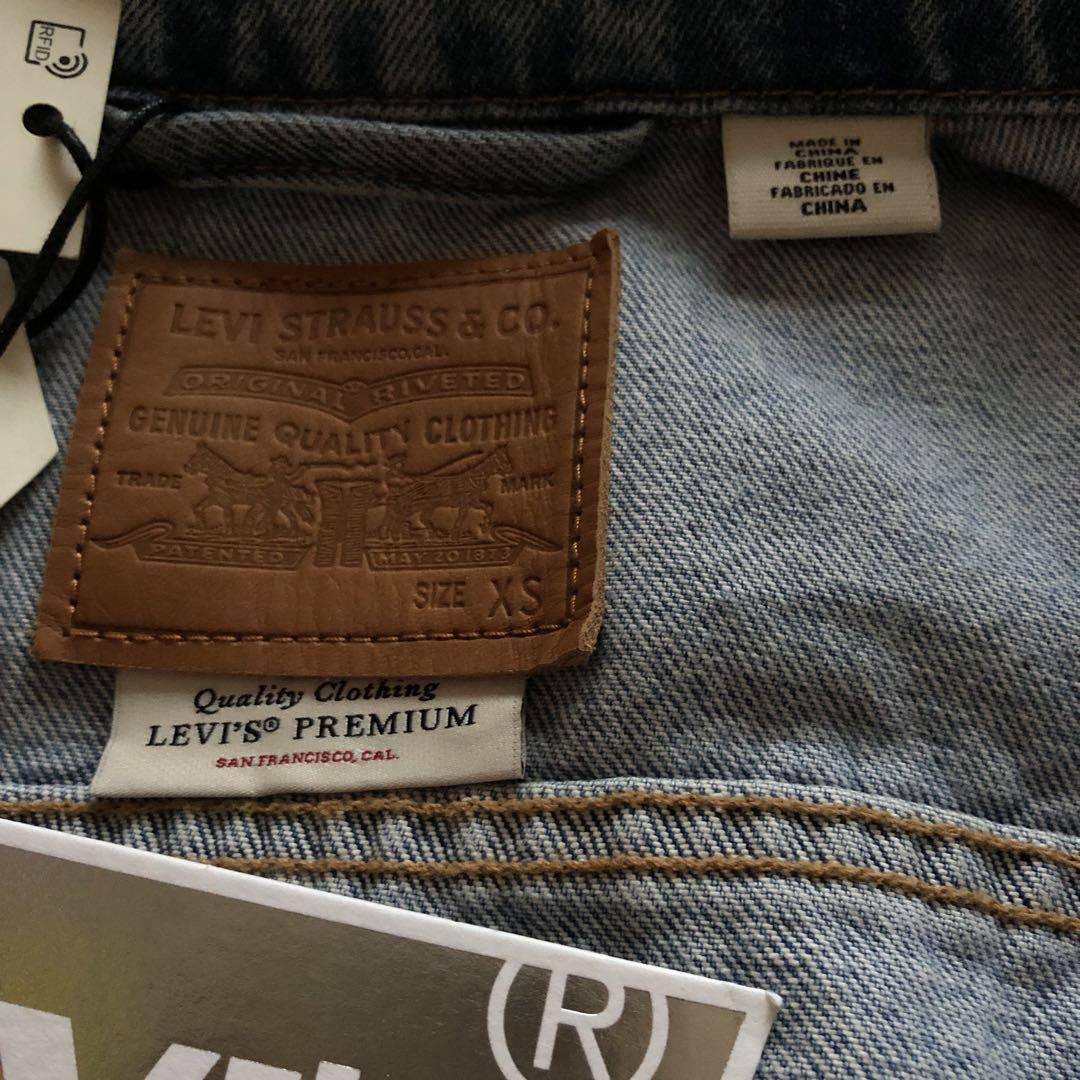 RFID
MADE IN
CHINA
FABRIQUE EN
CHINE
FABRICADO EN
CHINA
LEVI STRAUSS & CO.
SAN FRANCISCO, CAL.
ORIGINAL RIVETED
GENUINE QUALITY CLOTHING
TRADE MARK
PATENTED MAY 20 1873
SIZE XS
Quality Clothing
LEVI'S® PREMIUM
SAN FRANCISCO, CAL.
®